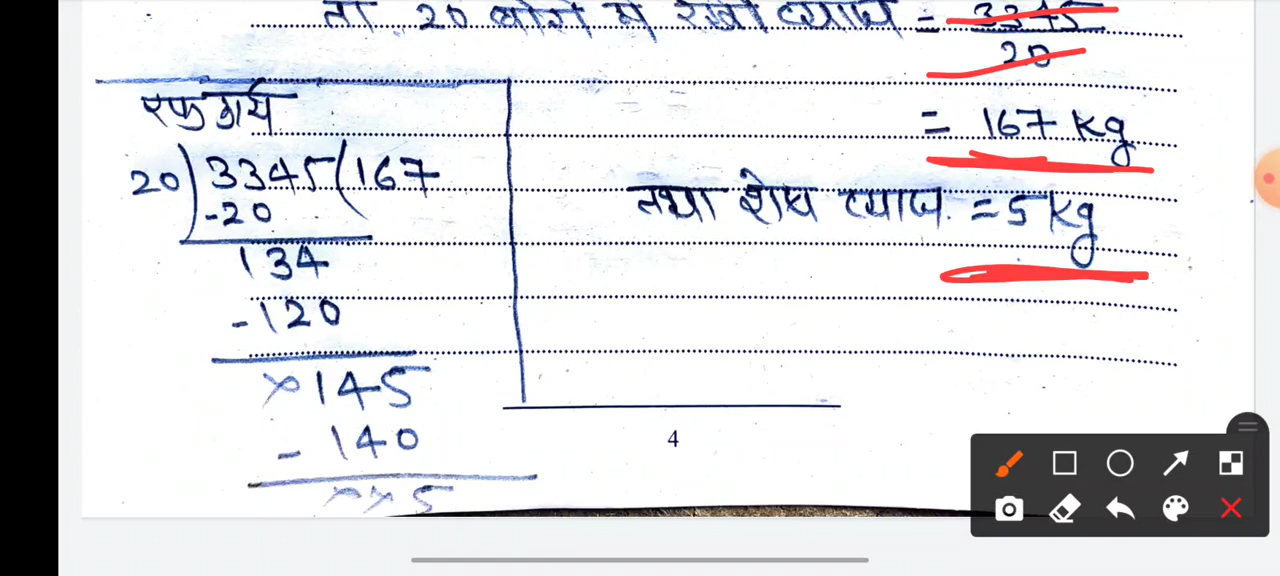 20 बोरों में रखी प्याज = 3345
20
= 167 kg
तथा शेष प्याज = 5 kg
रफ कार्य
20) 3345 (167
-20
134
-120
×145
- 140
××5
4